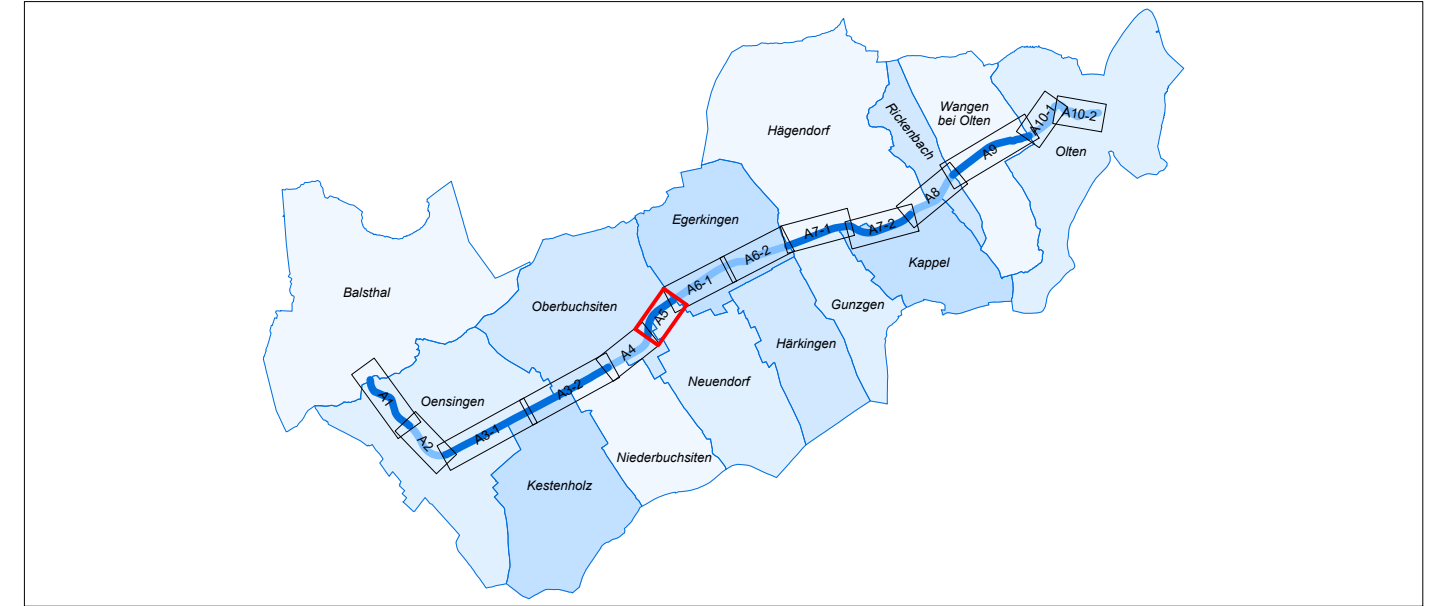 Hägendorf
Rickenbach
Wangen
bei Olten
A10-1
A10-2
Olten
A9
A8
Egerkingen
A7-1
A7-2
A6-2
A6-1
Kappel
Balsthal
Oberbuchsiten
A5
Gunzgen
Härkingen
A4
Neuendorf
A3-2
A1
Oensingen
A2
A3-1
Niederbuchsiten
Kestenholz